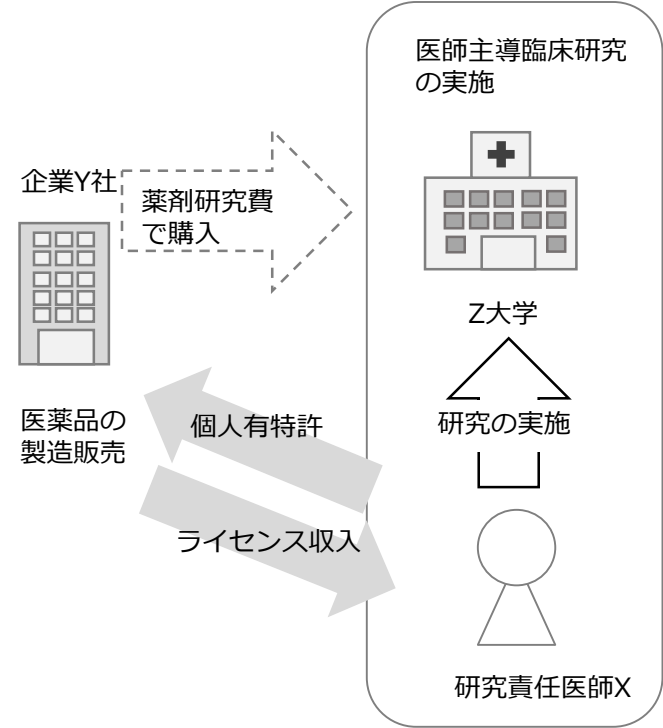 医師主導臨床研究
の実施
企業Y社
薬剤研究費
で購入
Z大学
医薬品の
製造販売
個人有特許
研究の実施
ライセンス収入
研究責任医師X